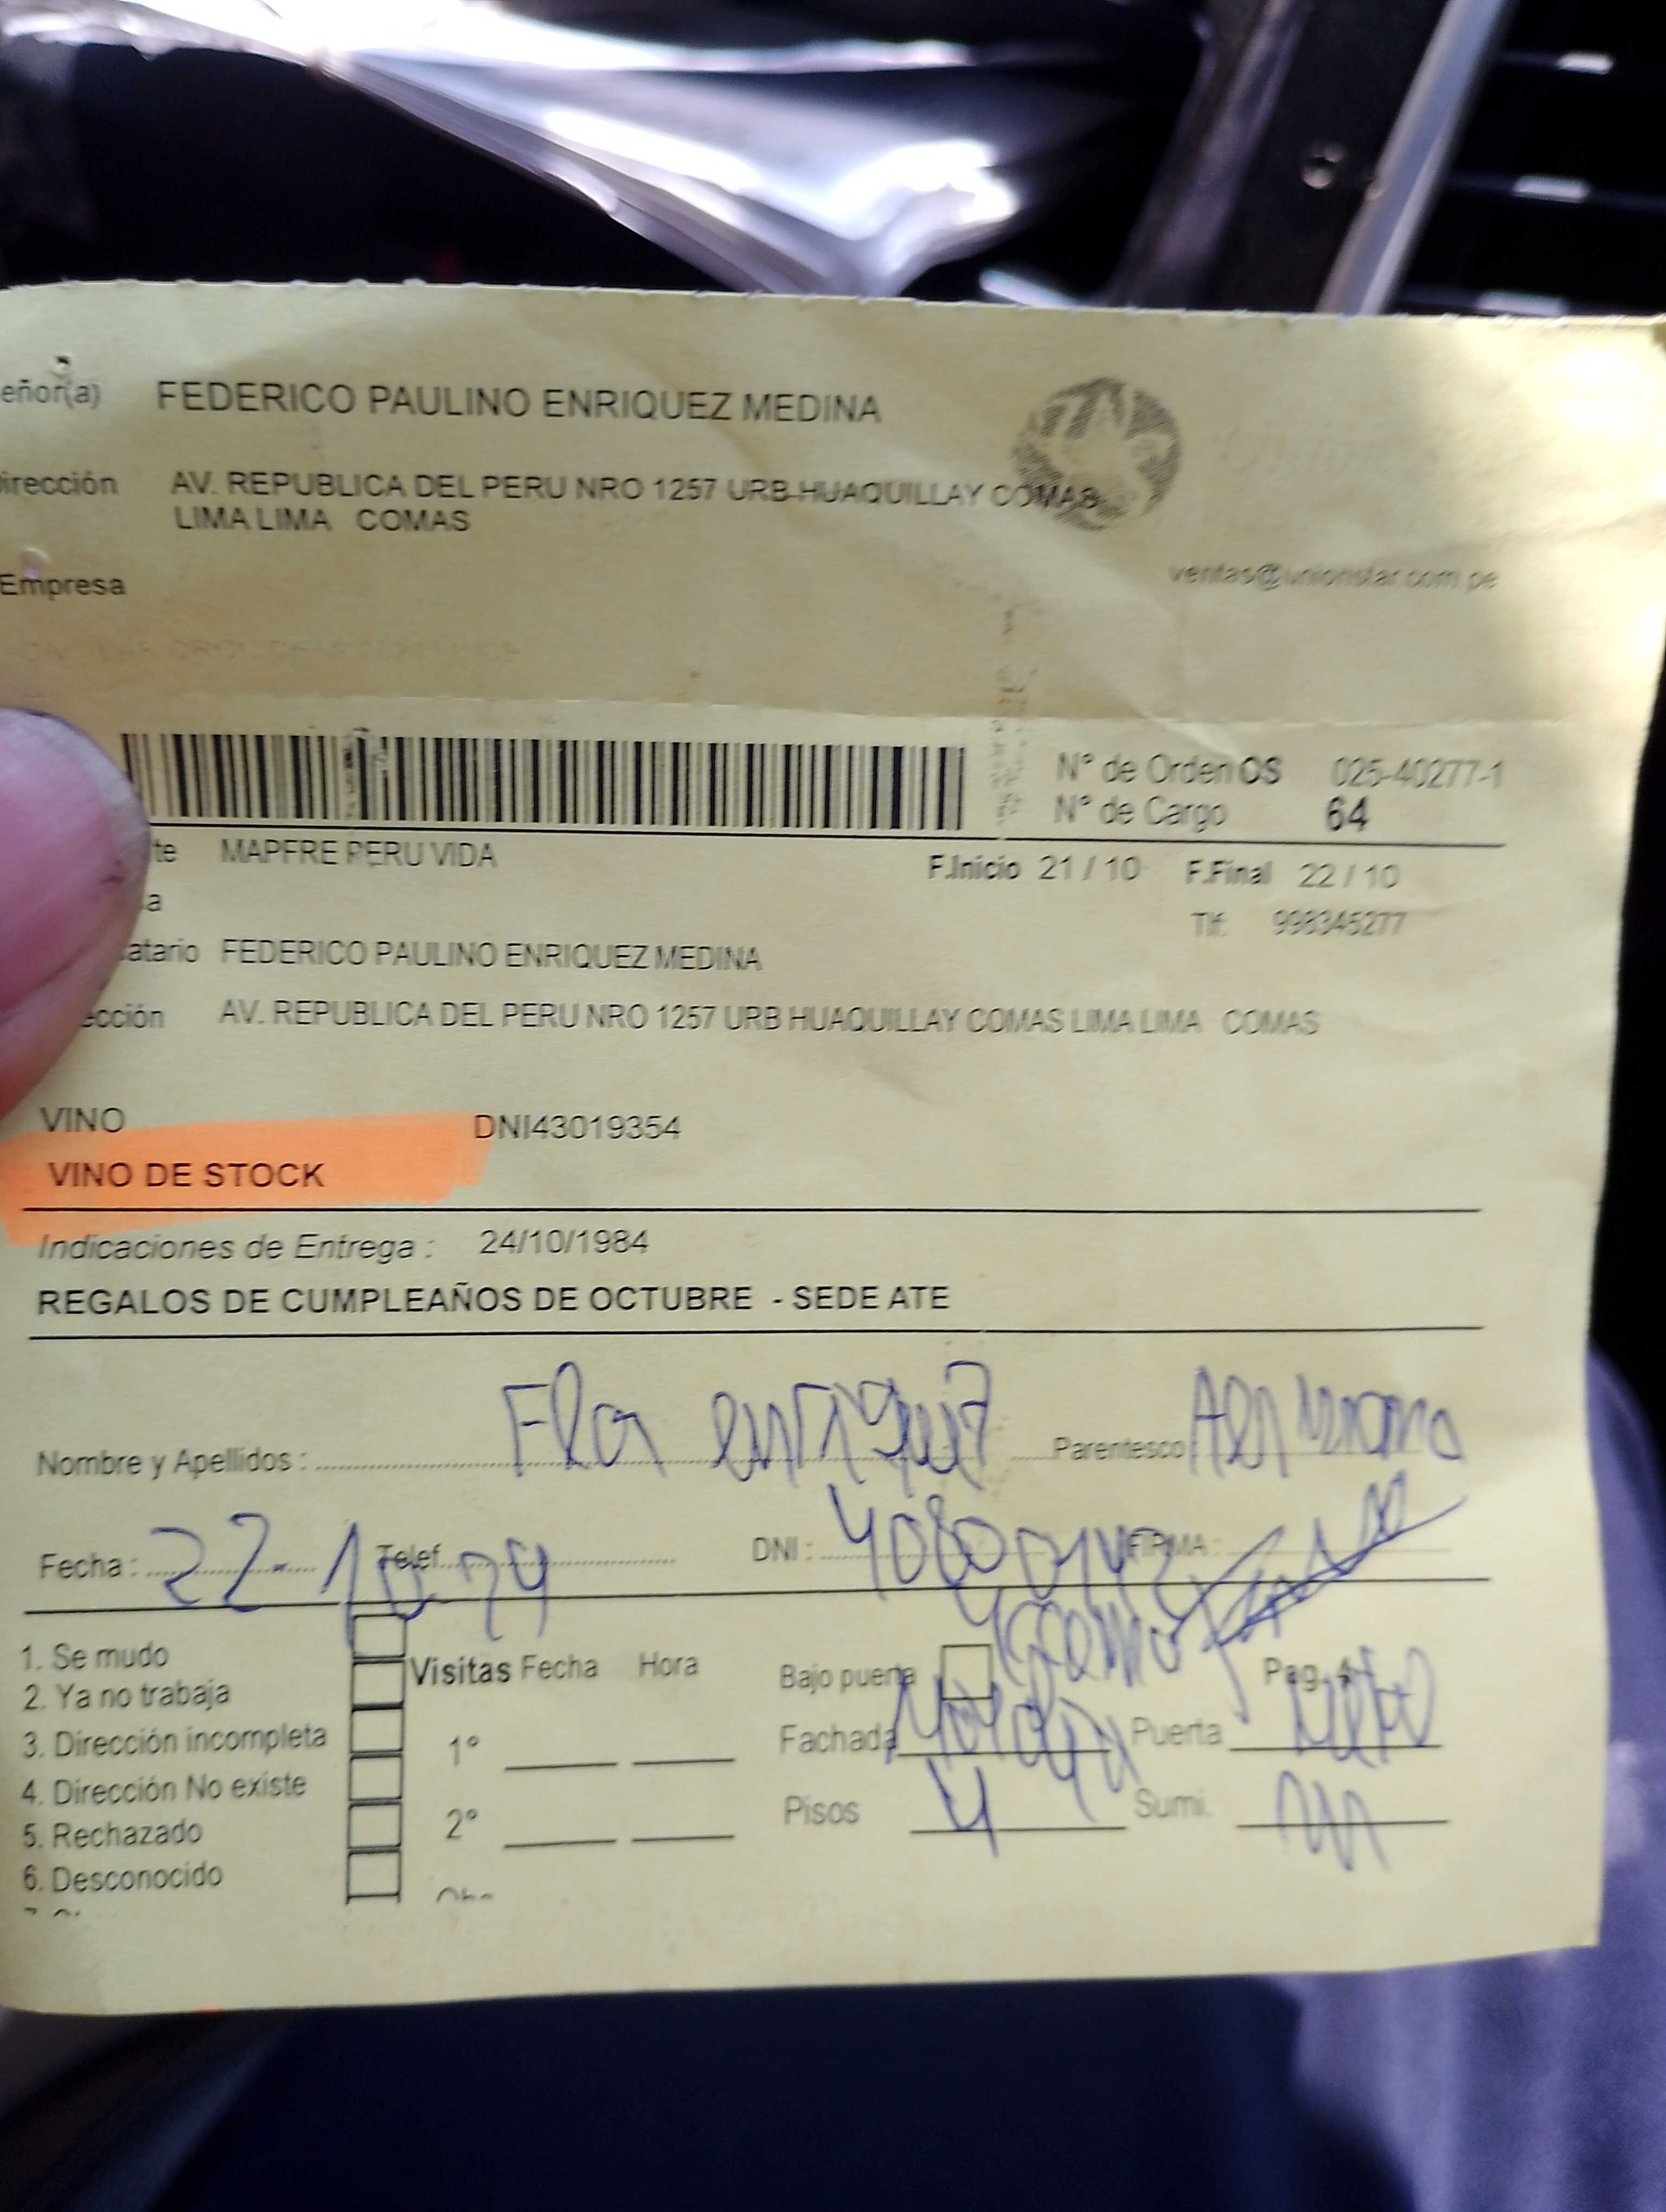 eñor(a) FEDERICO PAULINO ENRIQUEZ MEDINA
irección AV. REPUBLICA DEL PERU NRO 1257 URB HUAQUILLAY COMAS
LIMA LIMA COMAS
Empresa
ventas@unionstar.com.pe
N° de Orden OS 025-40277-1
N° de Cargo 64
te MAPFRE PERU VIDA F.Inicio 21 / 10 F.Final 22 / 10
a
Tlf: 998345277
atario FEDERICO PAULINO ENRIQUEZ MEDINA
ección AV. REPUBLICA DEL PERU NRO 1257 URB HUAQUILLAY COMAS LIMA LIMA COMAS
VINO DNI43019354
VINO DE STOCK
Indicaciones de Entrega : 24/10/1984
REGALOS DE CUMPLEAÑOS DE OCTUBRE - SEDE ATE
Nombre y Apellidos : Flor enriquez Parentesco:
Fecha : 22-10-24 Telef. DNI : FIRMA :
1. Se mudo
2. Ya no trabaja
3. Dirección incompleta
4. Dirección No existe
5. Rechazado
6. Desconocido
Visitas Fecha Hora
1°
2°
Bajo puerta Pag.
Fachada Puerta
Pisos 4 Sumi.